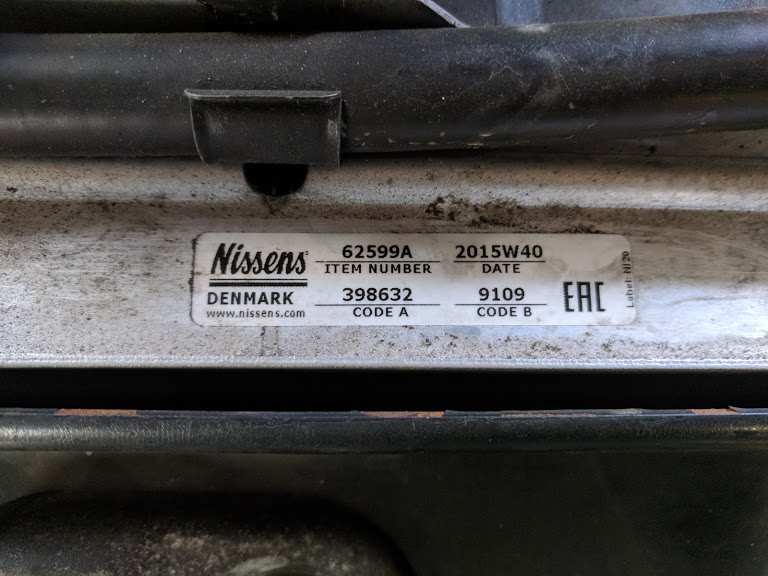 Nissens
62599A
2015W40
ITEM NUMBER
DATE
DENMARK
398632
9109
www.nissens.com
CODE A
CODE B
EAC
Label: NI 20